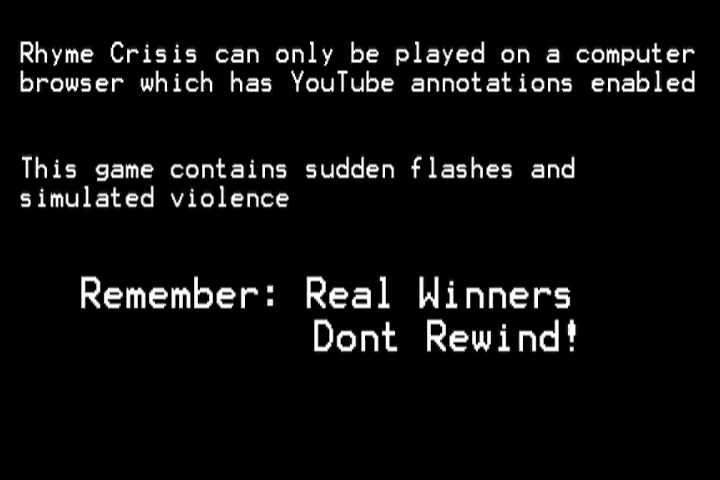 Rhyme Crisis can only be played on a computer
browser which has YouTube annotations enabled
This game contains sudden flashes and
simulated violence
Remember: Real Winners
Dont Rewind!